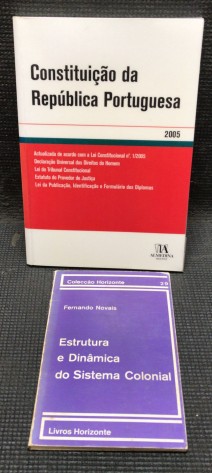 Constituição da
República Portuguesa
2005
Actualizada de acordo com a Lei Constitucional nº. 1/2005
Declaração Universal dos Direitos do Homem
Lei do Tribunal Constitucional
Estatuto do Provedor de Justiça
Lei da Publicação, Identificação e Formulário dos Diplomas
ALMEDINA
Colecção Horizonte
Fernando Novais
Estrutura
e Dinâmica
do Sistema Colonial
Livros Horizonte